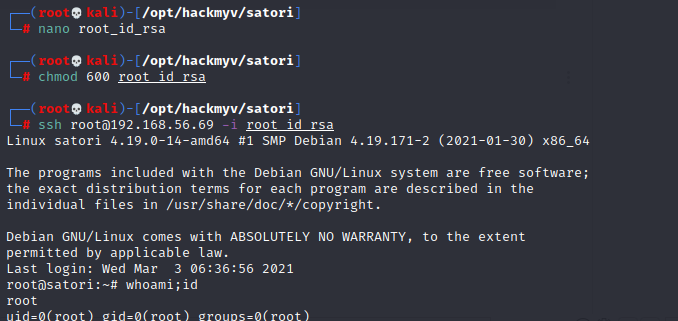 ┌──(root💀kali)-[/opt/hackmyv/satori]
└─# nano root_id_rsa
┌──(root💀kali)-[/opt/hackmyv/satori]
└─# chmod 600 root_id_rsa
┌──(root💀kali)-[/opt/hackmyv/satori]
└─# ssh root@192.168.56.69 -i root_id_rsa
Linux satori 4.19.0-14-amd64 #1 SMP Debian 4.19.171-2 (2021-01-30) x86_64
The programs included with the Debian GNU/Linux system are free software;
the exact distribution terms for each program are described in the
individual files in /usr/share/doc/*/copyright.
Debian GNU/Linux comes with ABSOLUTELY NO WARRANTY, to the extent
permitted by applicable law.
Last login: Wed Mar  3 06:36:56 2021
root@satori:~# whoami;id
root
uid=0(root) gid=0(root) groups=0(root)